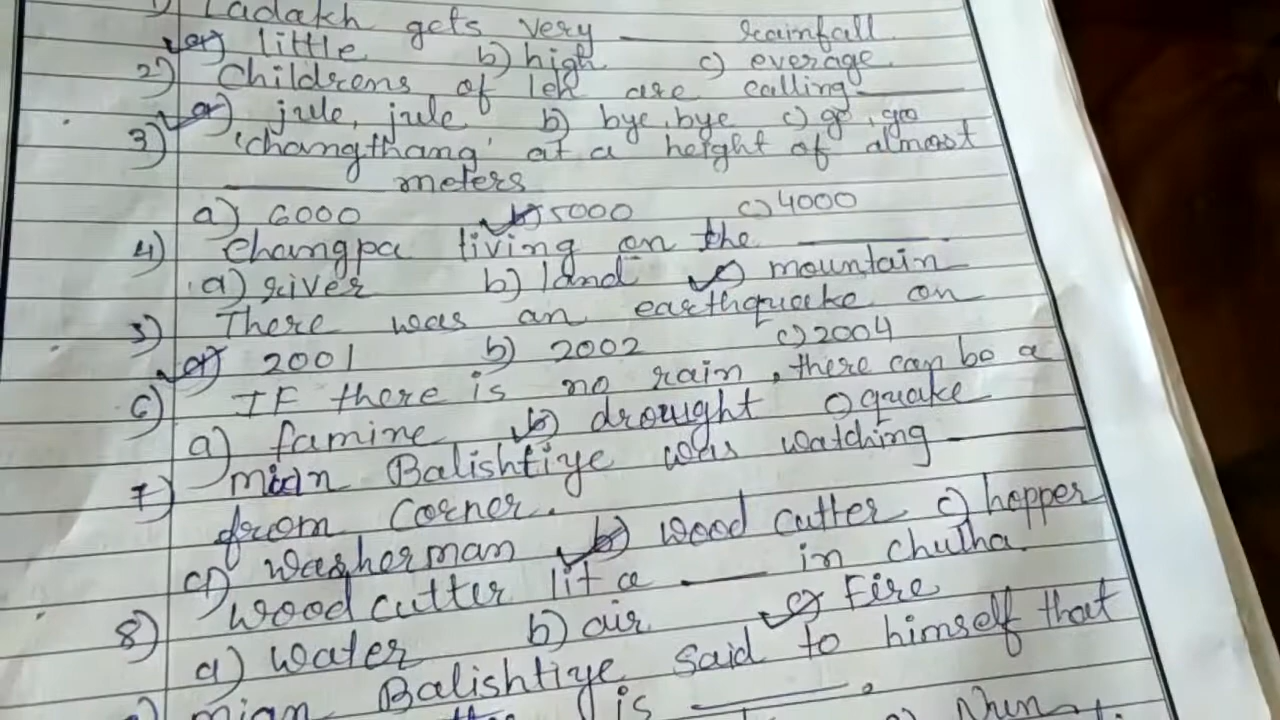 1) Ladakh gets very ____ rainfall
a) little b) high c) everage
2) Childrens of leh are calling ____
a) jule, jule b) bye, bye c) go, goo
3) 'changthang' at a height of almost
____ meters
a) 6000 b) 5000 c) 4000
4) Changpa living on the ____
a) river b) land c) mountain
5) There was an earthquake on
a) 2001 b) 2002 c) 2004
6) IF there is no rain, there can be a
a) famine b) drought c) quake
7) mian Balishtiye was watching ____
from corner.
a) washerman b) wood cutter c) hopper
8) Wood cutter lit a ____ in chulha
a) water b) air c) Fire
mian Balishtiye said to himself that
is ____.